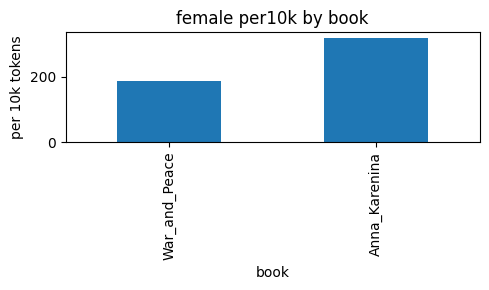 female per10k by book
per 10k tokens
200
0
War_and_Peace
Anna_Karenina
book